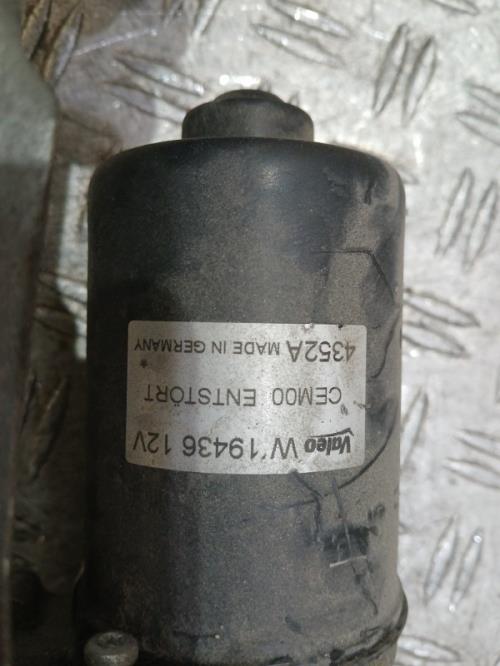 Valeo W 19436 12V
CEM00 ENTSTÖRT
4352A MADE IN GERMANY